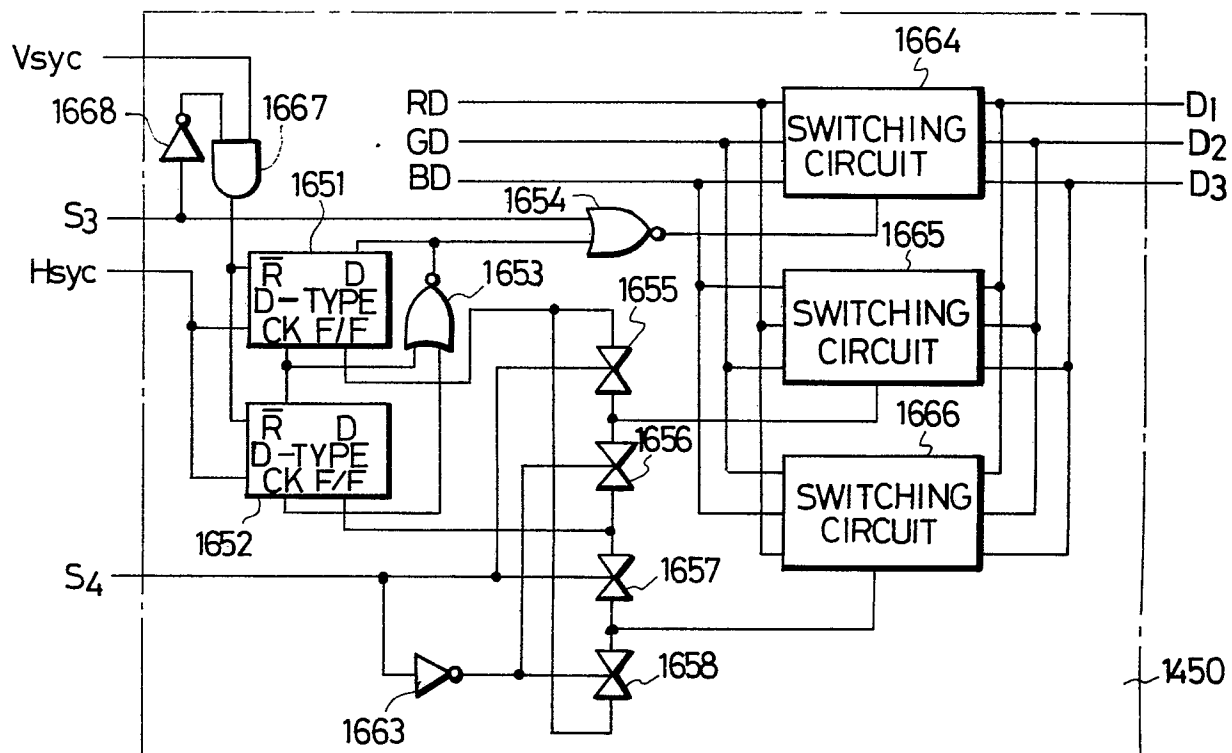 Vsyc
1668
1667
S3
Hsyc
1651
R̅ D
D-TYPE
CK F/F
1653
R̅ D
D-TYPE
CK F/F
1652
S4
1663
RD
GD
BD
1654
1655
1656
1657
1658
1664
SWITCHING
CIRCUIT
D1
D2
D3
1665
SWITCHING
CIRCUIT
1666
SWITCHING
CIRCUIT
1450